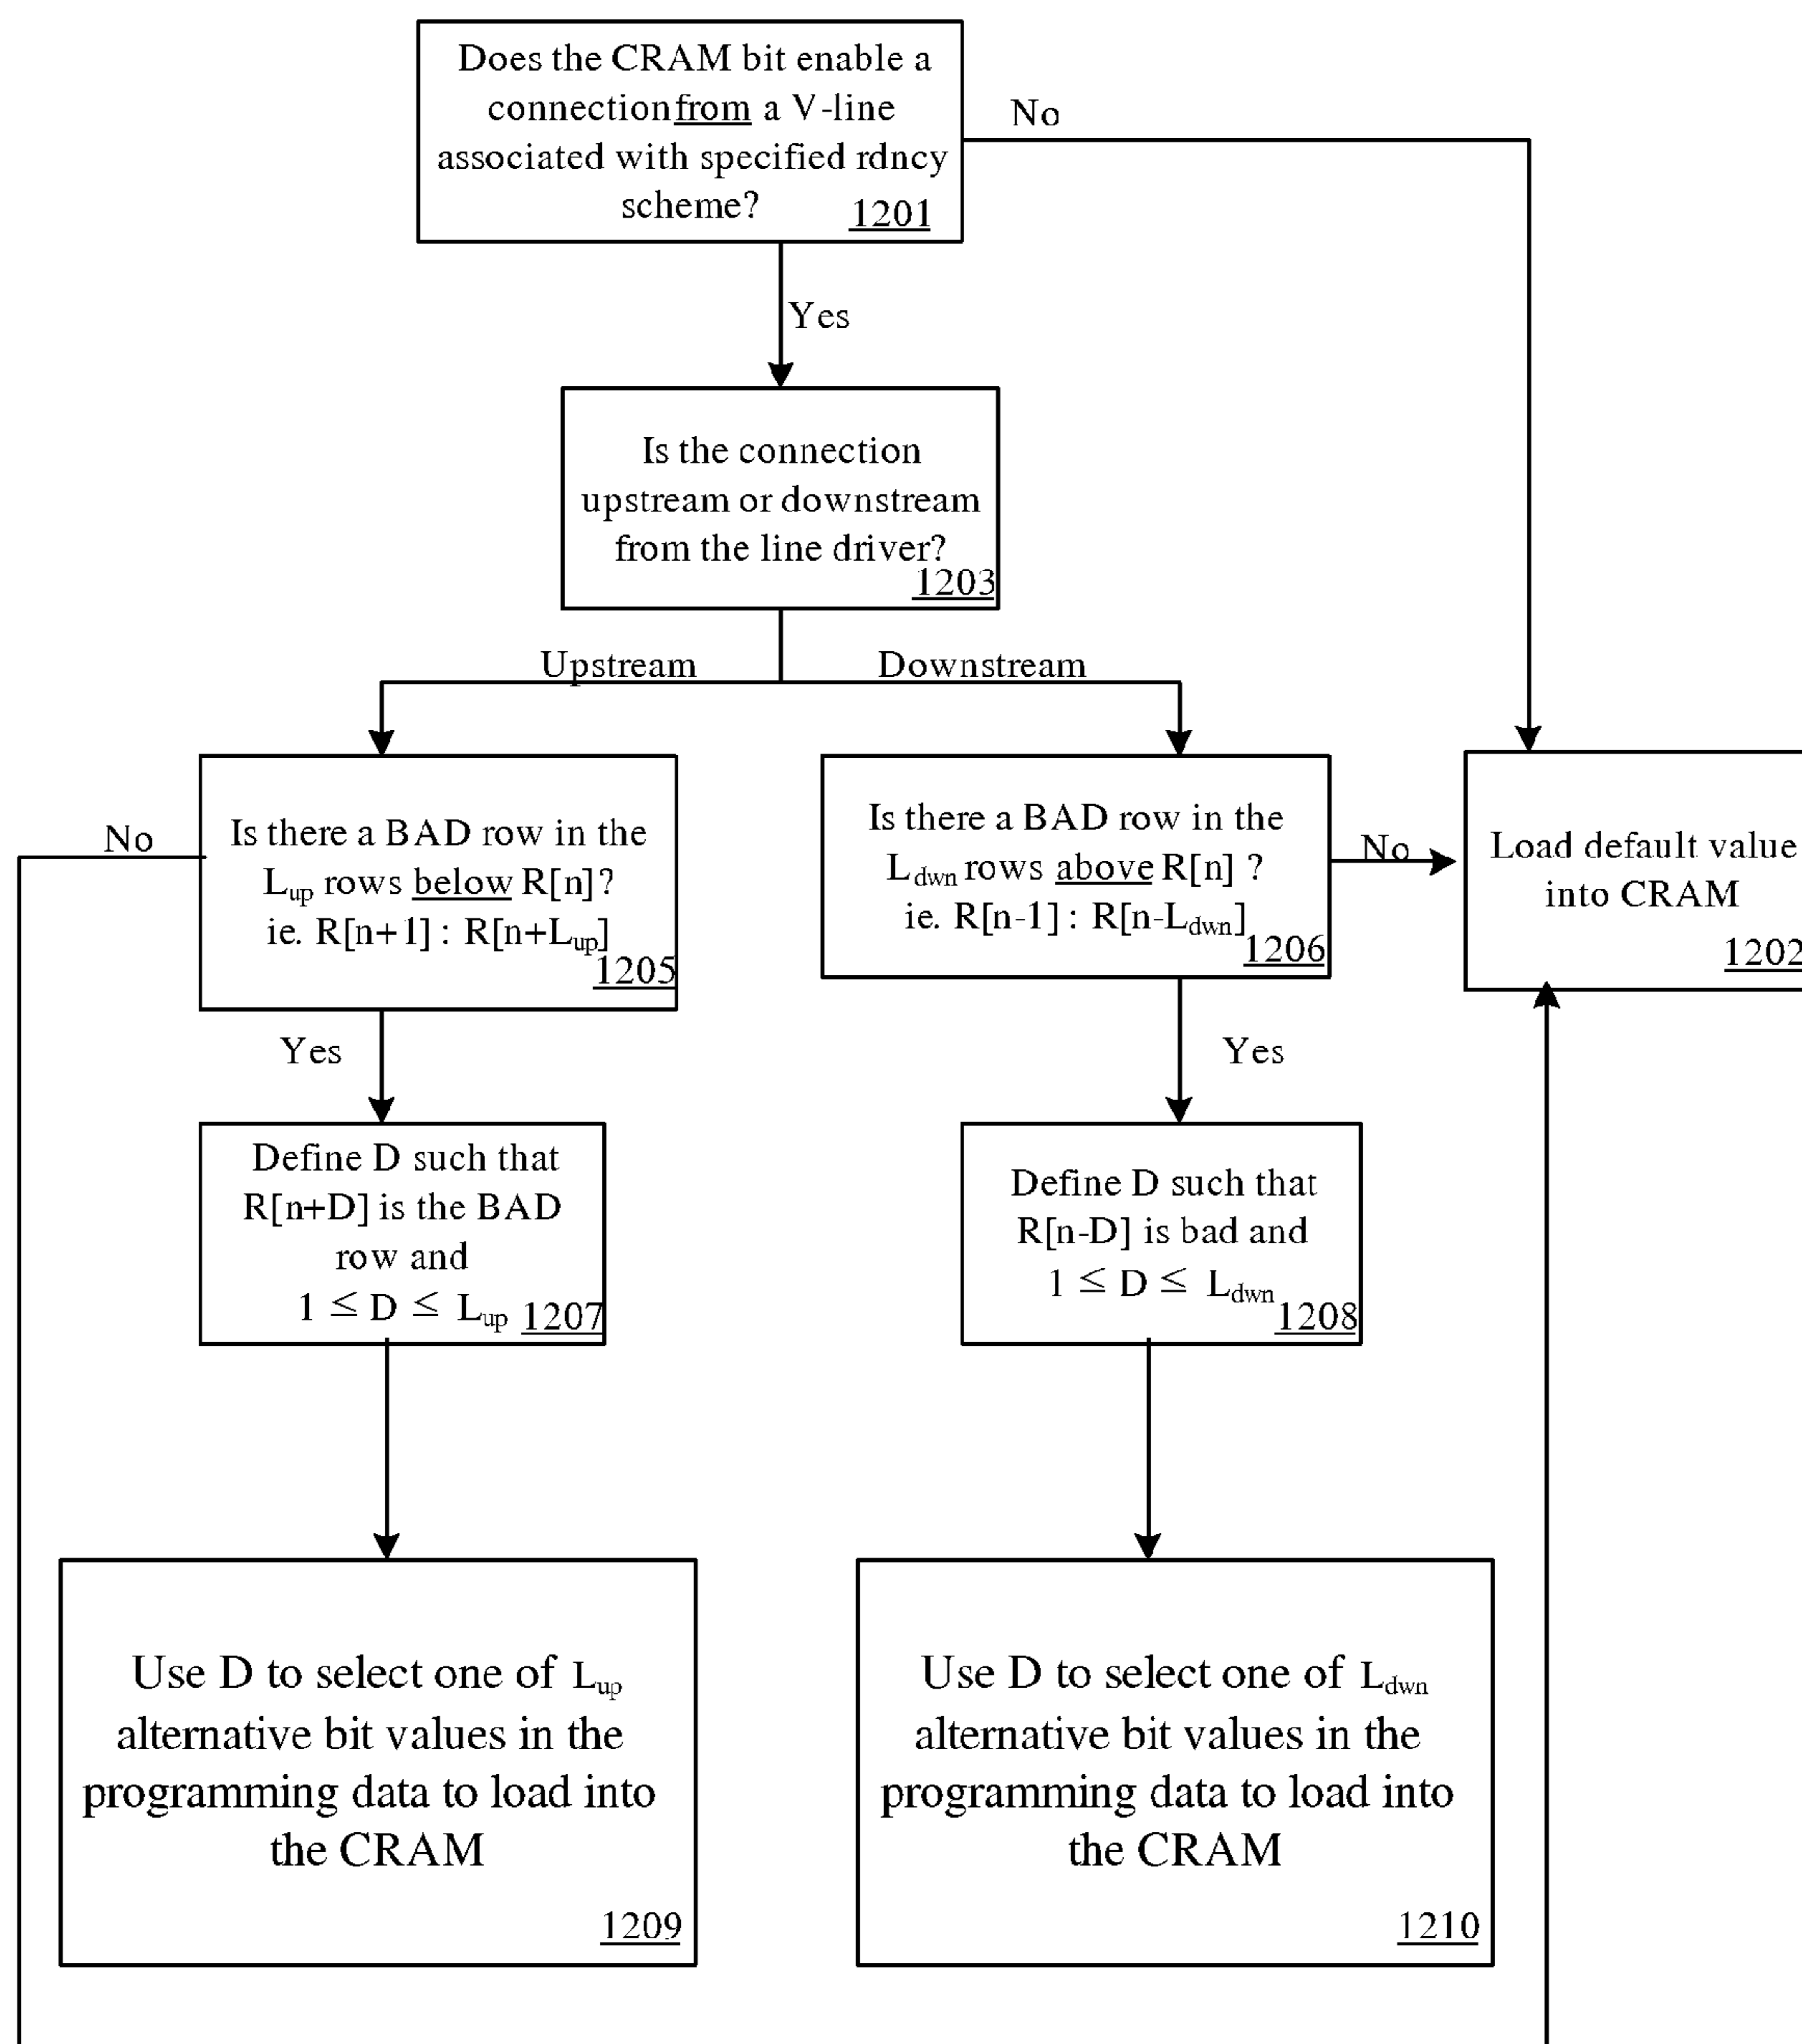 Does the CRAM bit enable a
connection from a V-line
associated with specified rdncy
scheme?
1201
No
Yes
Is the connection
upstream or downstream
from the line driver?
1203
Upstream
Downstream
No
Is there a BAD row in the
Lup rows below R[n]?
ie. R[n+1] : R[n+Lup]
1205
Is there a BAD row in the
Ldwn rows above R[n] ?
ie. R[n-1] : R[n-Ldwn]
1206
No
Load default value
into CRAM
1202
Yes
Yes
Define D such that
R[n+D] is the BAD
row and
1 ≤ D ≤ Lup
1207
Define D such that
R[n-D] is bad and
1 ≤ D ≤ Ldwn
1208
Use D to select one of Lup
alternative bit values in the
programming data to load into
the CRAM
1209
Use D to select one of Ldwn
alternative bit values in the
programming data to load into
the CRAM
1210